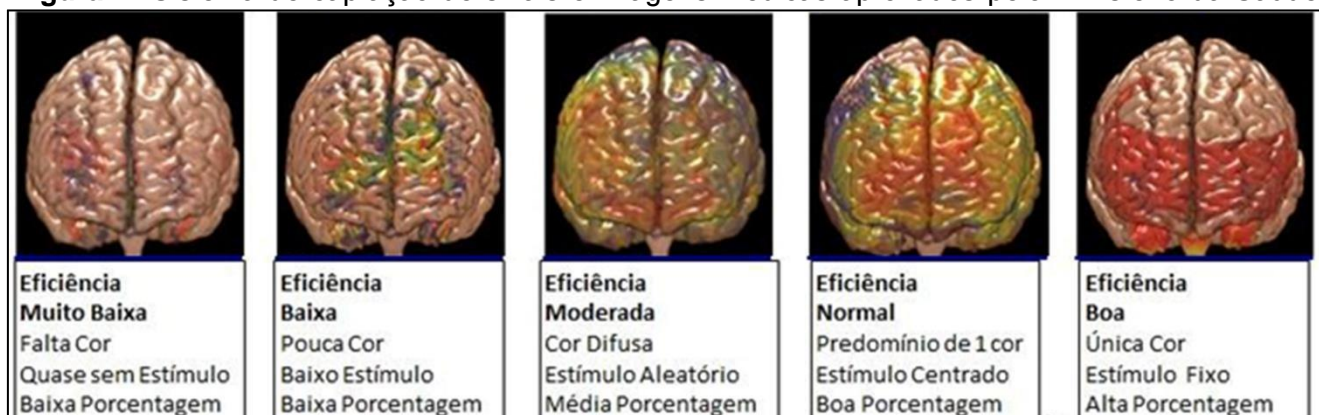 Eficiência
Muito Baixa
Falta Cor
Quase sem Estímulo
Baixa Porcentagem
Eficiência
Baixa
Pouca Cor
Baixo Estímulo
Baixa Porcentagem
Eficiência
Moderada
Cor Difusa
Estímulo Aleatório
Média Porcentagem
Eficiência
Normal
Predomínio de 1 cor
Estímulo Centrado
Boa Porcentagem
Eficiência
Boa
Única Cor
Estímulo Fixo
Alta Porcentagem